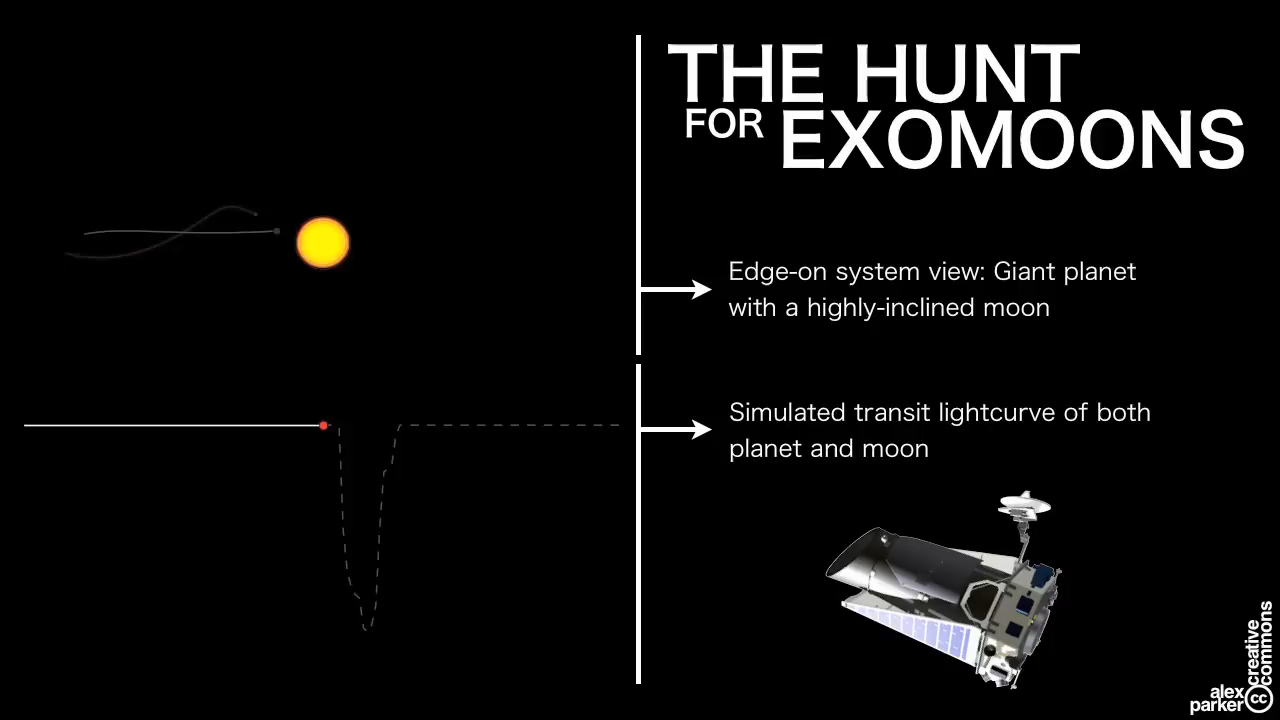 THE HUNT
FOR EXOMOONS
Edge-on system view: Giant planet
with a highly-inclined moon
Simulated transit lightcurve of both
planet and moon
alex
parker
cc
creative
commons